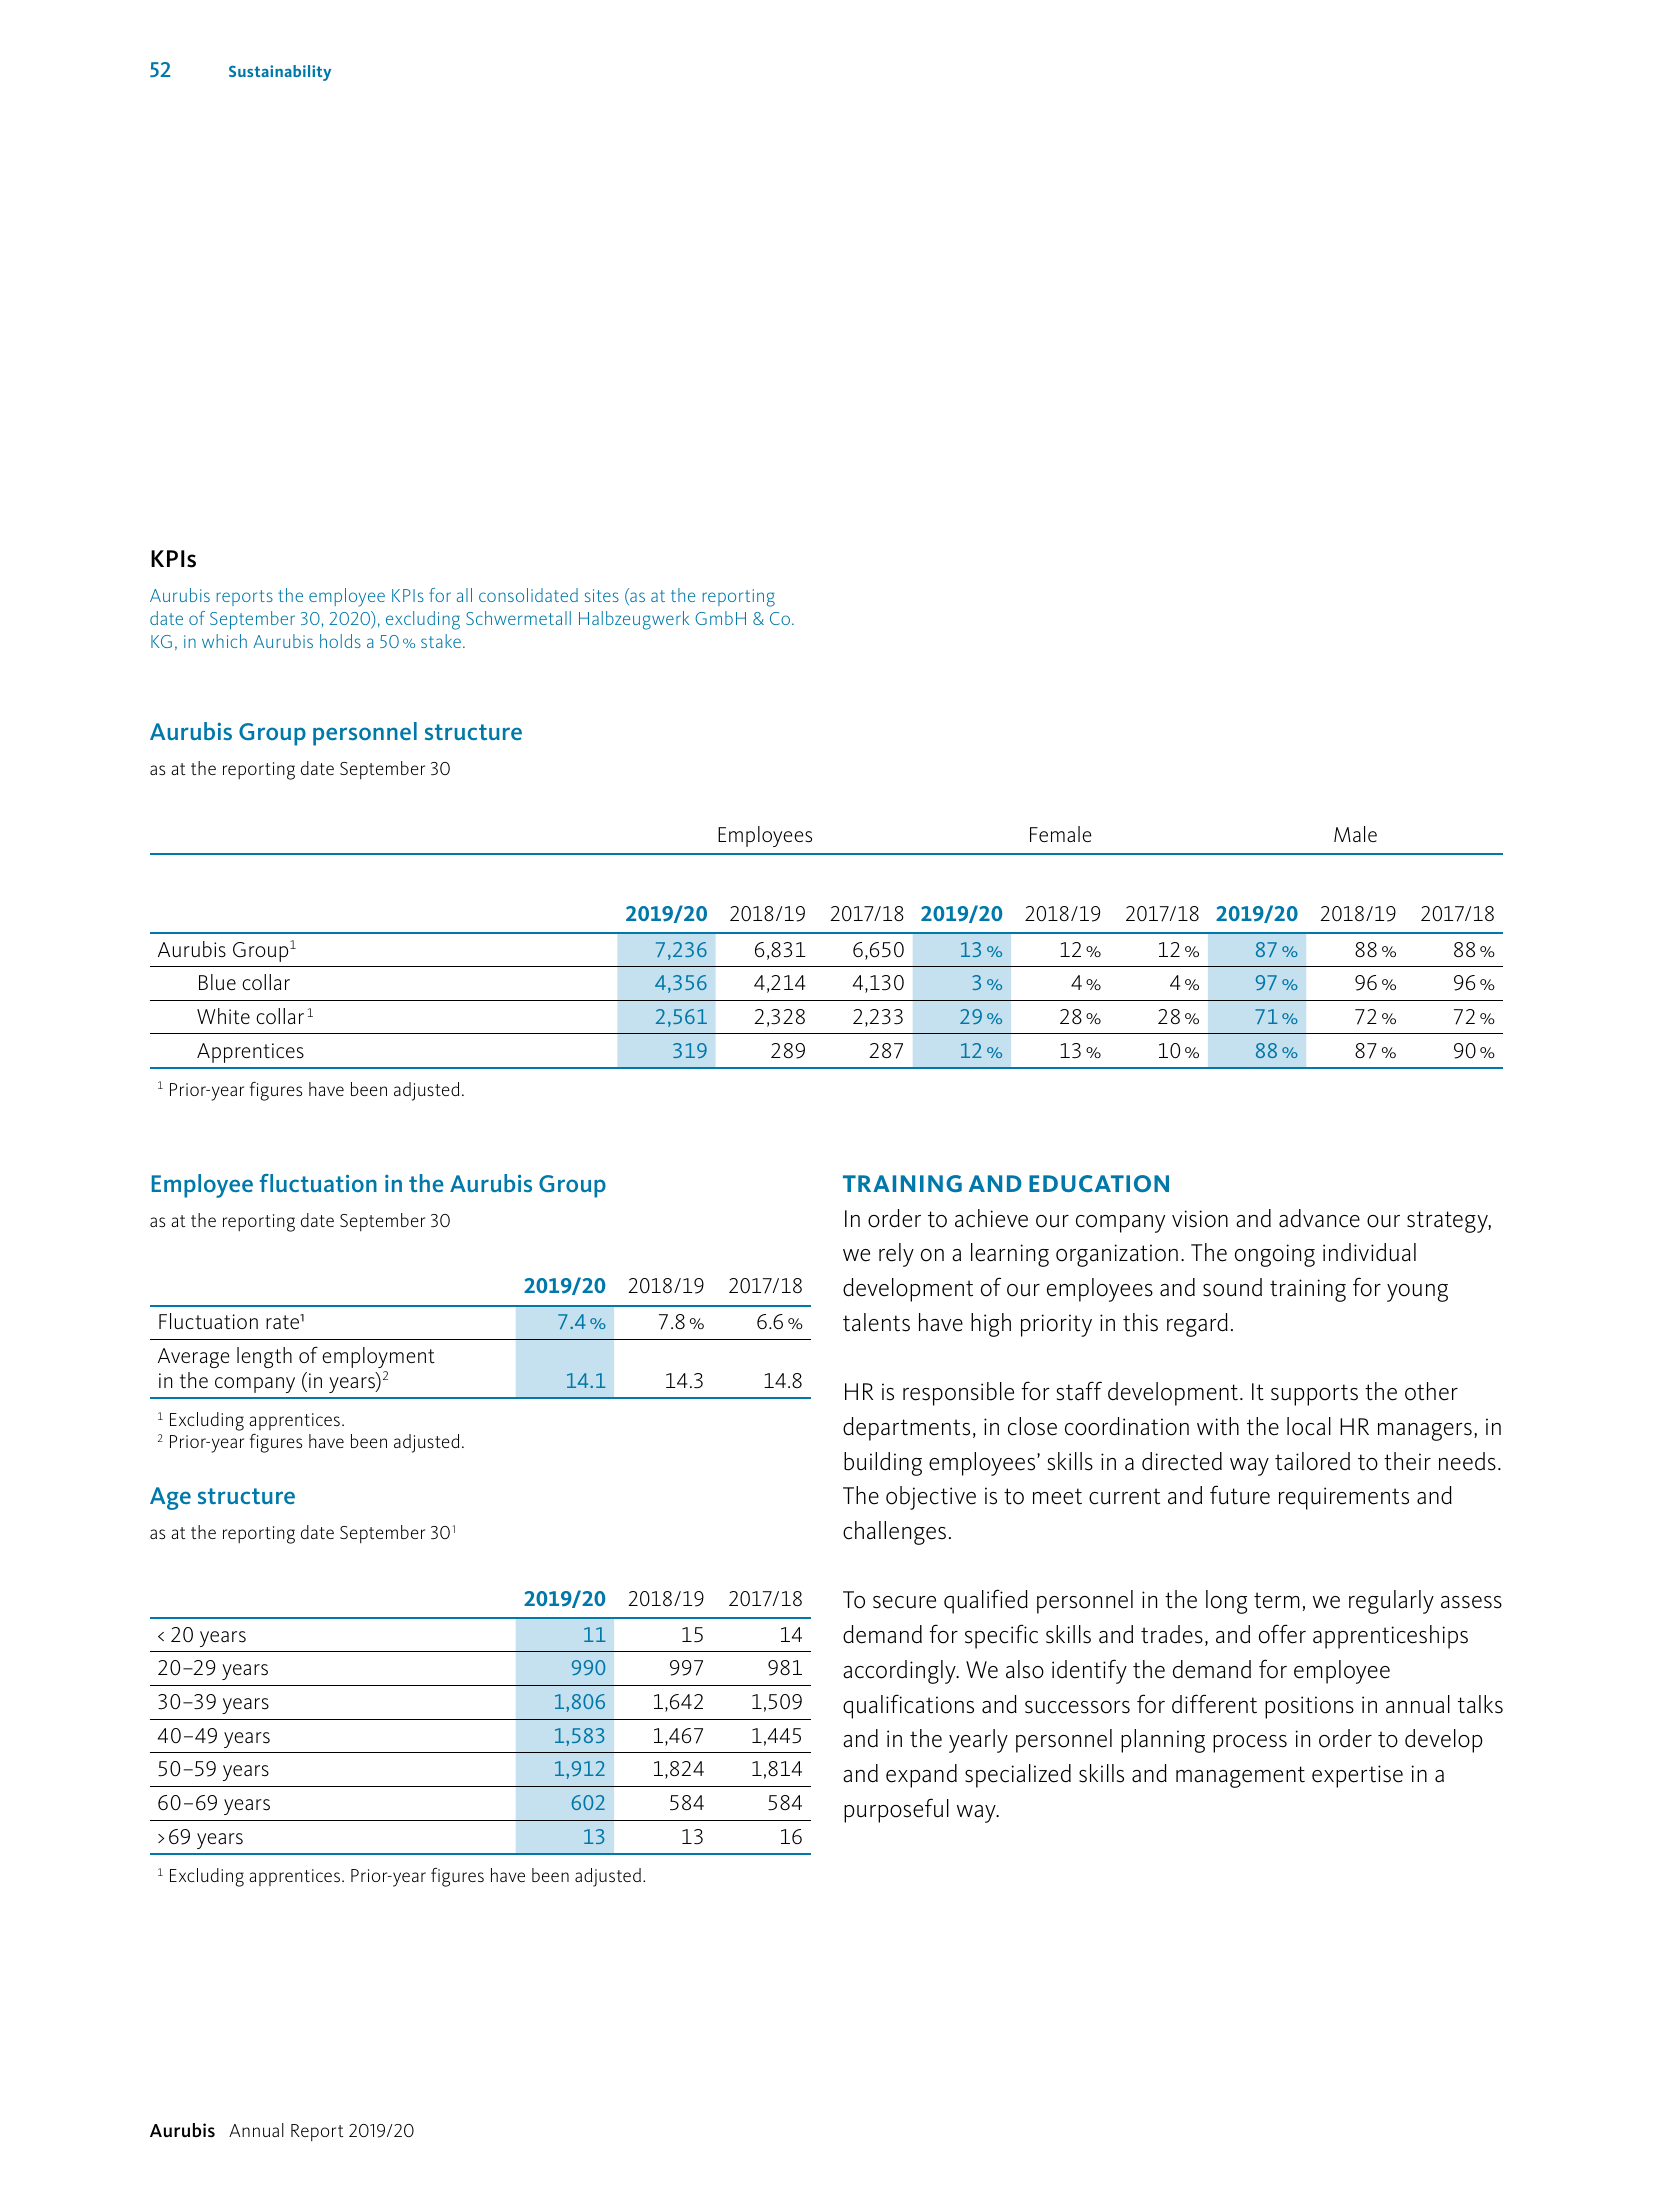 52 Sustainability
KPIs
Aurubis reports the employee KPIs for all consolidated sites (as at the reporting
date of September 30, 2020), excluding Schwermetall Halbzeugwerk GmbH & Co.
KG, in which Aurubis holds a 50 % stake.
Aurubis Group personnel structure
as at the reporting date September 30
Employees Female Male
2019/20 2018/19 2017/18 2019/20 2018/19 2017/18 2019/20 2018/19 2017/18
Aurubis Group¹ 7,236 6,831 6,650 13 % 12 % 12 % 87 % 88 % 88 %
Blue collar 4,356 4,214 4,130 3 % 4 % 4 % 97 % 96 % 96 %
White collar¹ 2,561 2,328 2,233 29 % 28 % 28 % 71 % 72 % 72 %
Apprentices 319 289 287 12 % 13 % 10 % 88 % 87 % 90 %
¹ Prior-year figures have been adjusted.
Employee fluctuation in the Aurubis Group
as at the reporting date September 30
2019/20 2018/19 2017/18
Fluctuation rate¹ 7.4 % 7.8 % 6.6 %
Average length of employment
in the company (in years)² 14.1 14.3 14.8
¹ Excluding apprentices.
² Prior-year figures have been adjusted.
Age structure
as at the reporting date September 30¹
2019/20 2018/19 2017/18
< 20 years 11 15 14
20–29 years 990 997 981
30–39 years 1,806 1,642 1,509
40–49 years 1,583 1,467 1,445
50–59 years 1,912 1,824 1,814
60–69 years 602 584 584
> 69 years 13 13 16
¹ Excluding apprentices. Prior-year figures have been adjusted.
TRAINING AND EDUCATION
In order to achieve our company vision and advance our strategy,
we rely on a learning organization. The ongoing individual
development of our employees and sound training for young
talents have high priority in this regard.
HR is responsible for staff development. It supports the other
departments, in close coordination with the local HR managers, in
building employees’ skills in a directed way tailored to their needs.
The objective is to meet current and future requirements and
challenges.
To secure qualified personnel in the long term, we regularly assess
demand for specific skills and trades, and offer apprenticeships
accordingly. We also identify the demand for employee
qualifications and successors for different positions in annual talks
and in the yearly personnel planning process in order to develop
and expand specialized skills and management expertise in a
purposeful way.
Aurubis Annual Report 2019/20